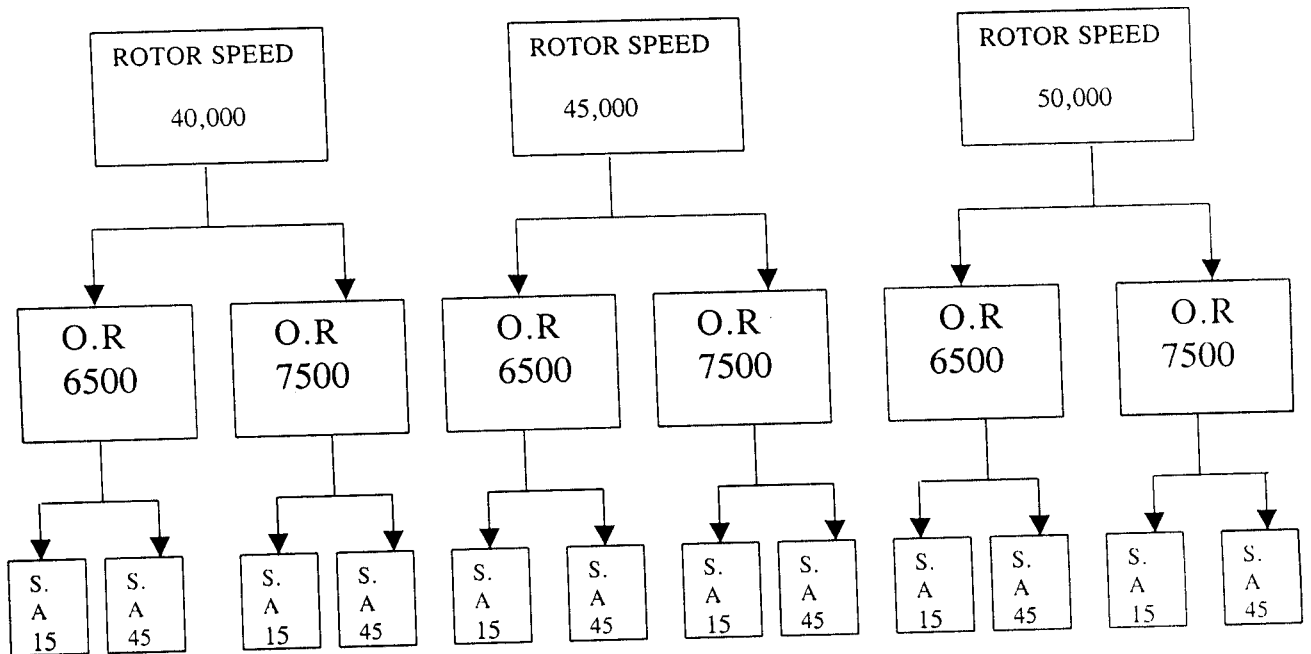 ROTOR SPEED
40,000
ROTOR SPEED
45,000
ROTOR SPEED
50,000
O.R
6500
O.R
7500
O.R
6500
O.R
7500
O.R
6500
O.R
7500
S.
A
15
S.
A
45
S.
A
15
S.
A
45
S.
A
15
S.
A
45
S.
A
15
S.
A
45
S.
A
15
S.
A
45
S.
A
15
S.
A
45